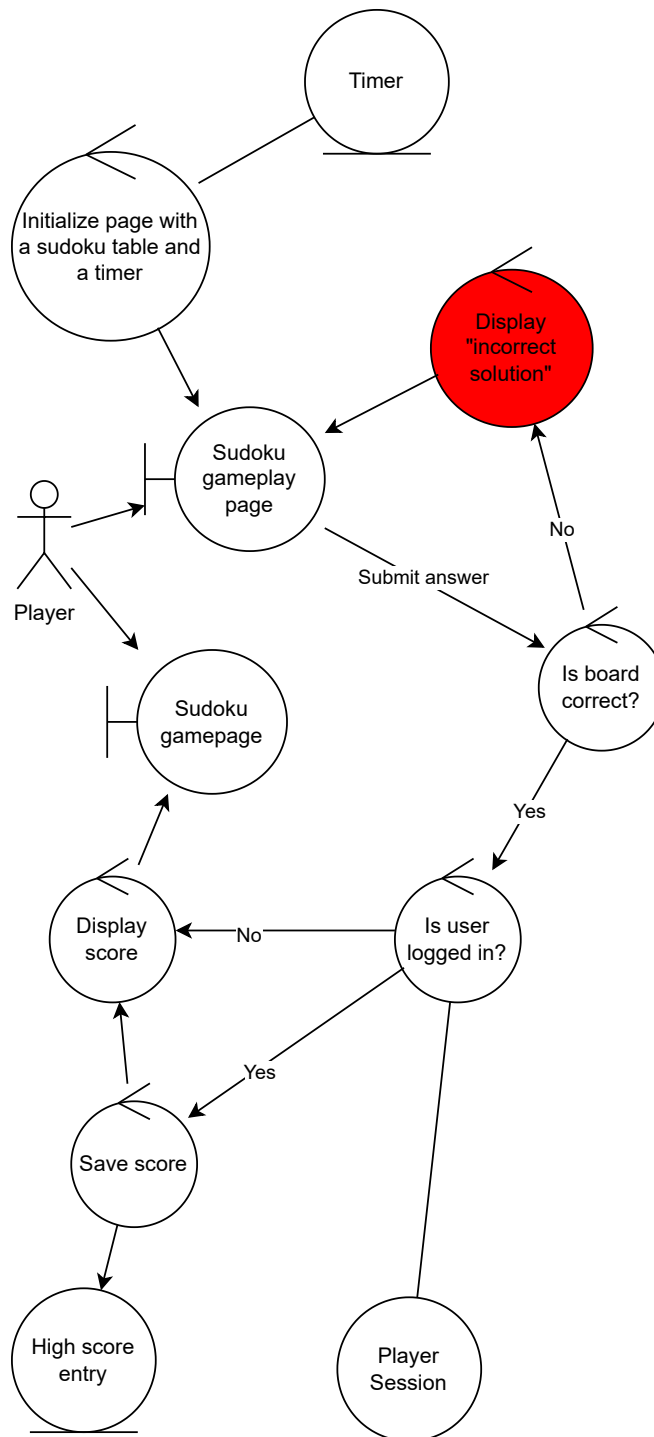 Timer
Initialize page with
a sudoku table and
a timer
Display
"incorrect
solution"
Sudoku
gameplay
page
No
Submit answer
Player
Is board
correct?
Sudoku
gamepage
Yes
Display
score
No
Is user
logged in?
Yes
Save score
High score
entry
Player
Session